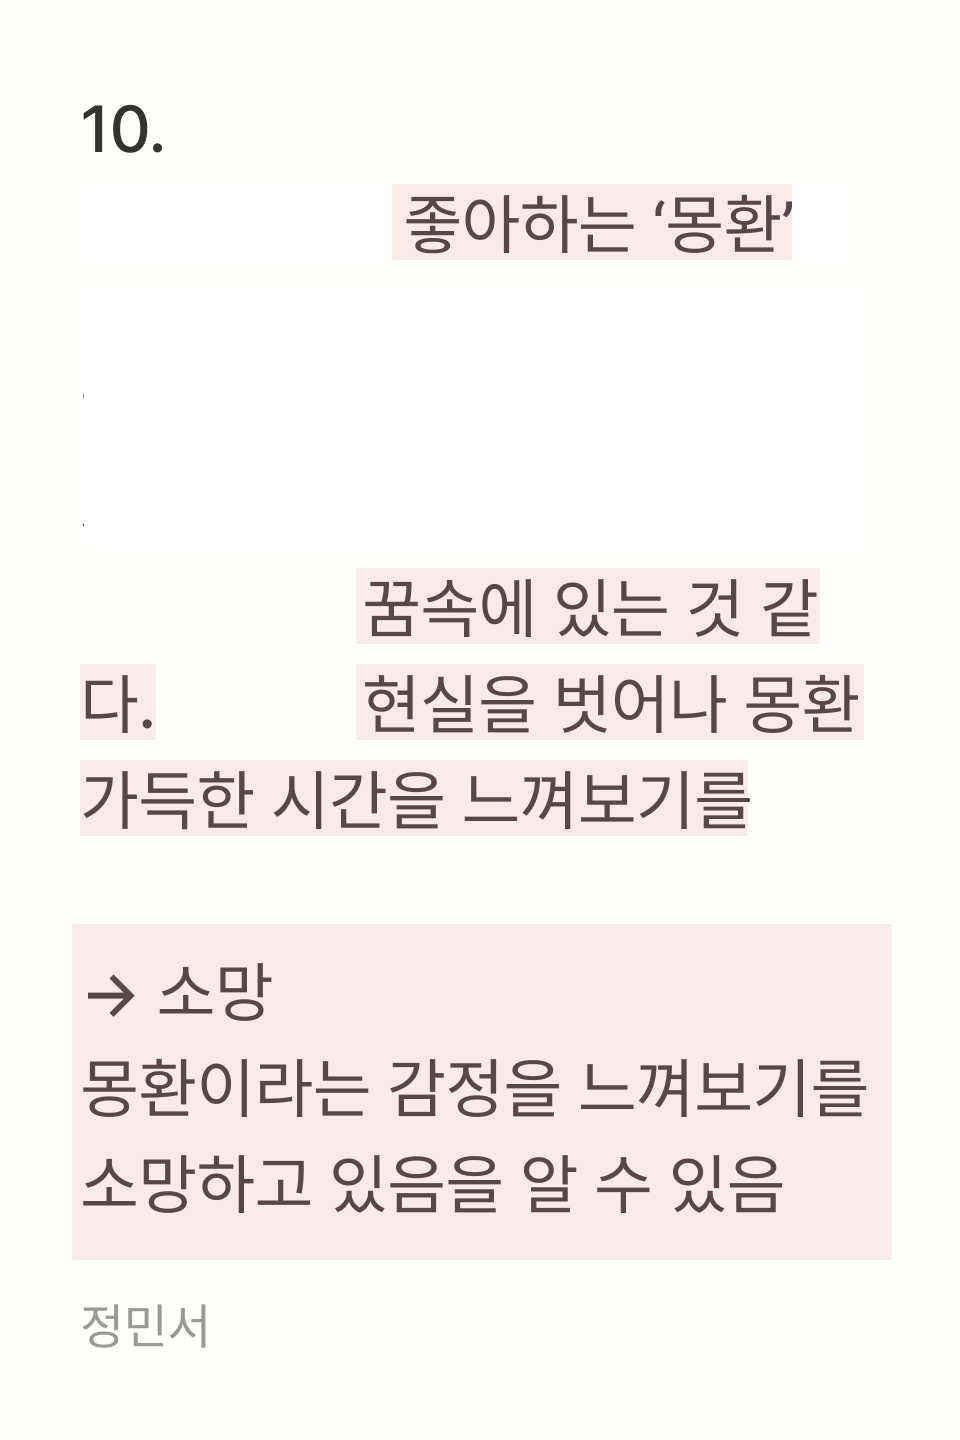 10.
좋아하는 ‘몽환’
꿈속에 있는 것 같
다. 현실을 벗어나 몽환
가득한 시간을 느껴보기를
→ 소망
몽환이라는 감정을 느껴보기를
소망하고 있음을 알 수 있음
정민서